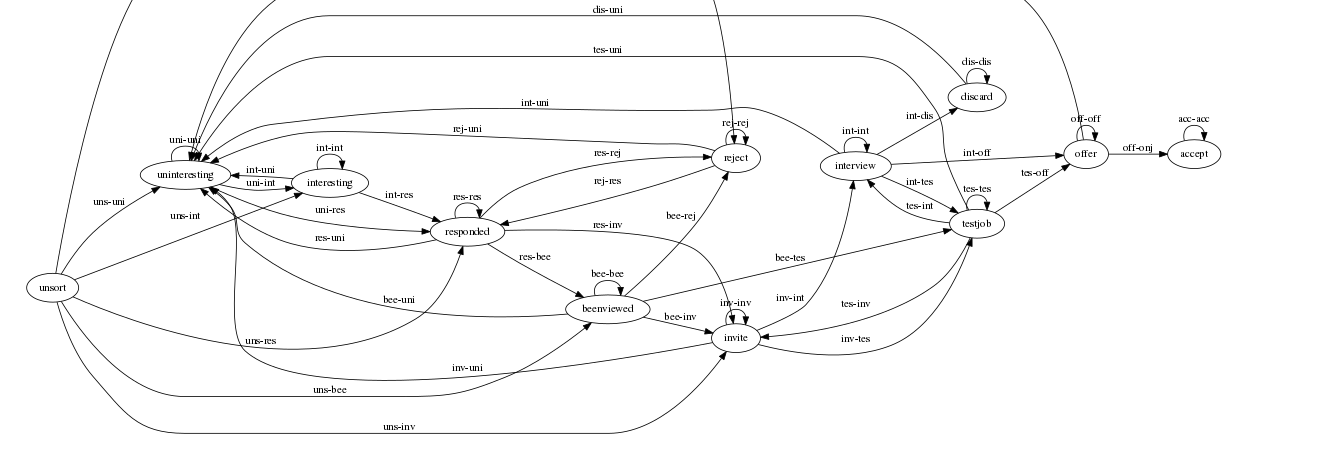 dis-uni
tes-uni
dis-dis
discard
int-uni
int-dis
uni-uni
rej-uni
rej-rej
int-int
off-off
acc-acc
int-int
res-rej
reject
interview
int-off
offer
off-onj
accept
uninteresting
int-uni
uni-int
interesting
rej-res
int-tes
tes-off
uns-uni
uns-int
uni-res
int-res
res-res
tes-int
tes-tes
res-uni
responded
res-inv
bee-rej
testjob
res-bee
bee-tes
unsort
bee-bee
bee-uni
beenviewed
inv-inv
inv-int
tes-inv
bee-inv
uns-res
invite
inv-tes
inv-uni
uns-bee
uns-inv